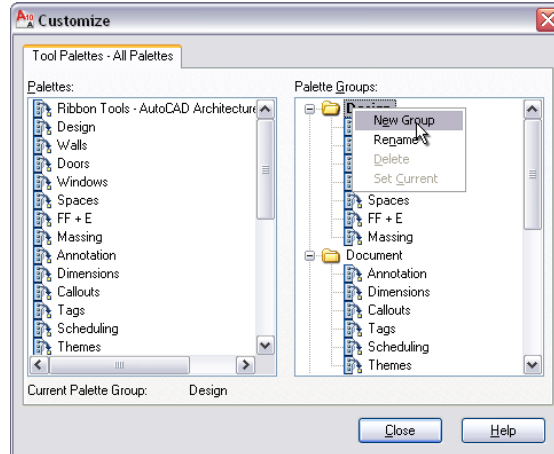 Customize
Tool Palettes - All Palettes
Palettes:
Ribbon Tools - AutoCAD Architecture
Design
Walls
Doors
Windows
Spaces
FF + E
Massing
Annotation
Dimensions
Callouts
Tags
Scheduling
Themes
Current Palette Group: Design
Palette Groups:
Design
New Group
Rename
Delete
Set Current
Spaces
FF + E
Massing
Document
Annotation
Dimensions
Callouts
Tags
Scheduling
Themes
Close
Help